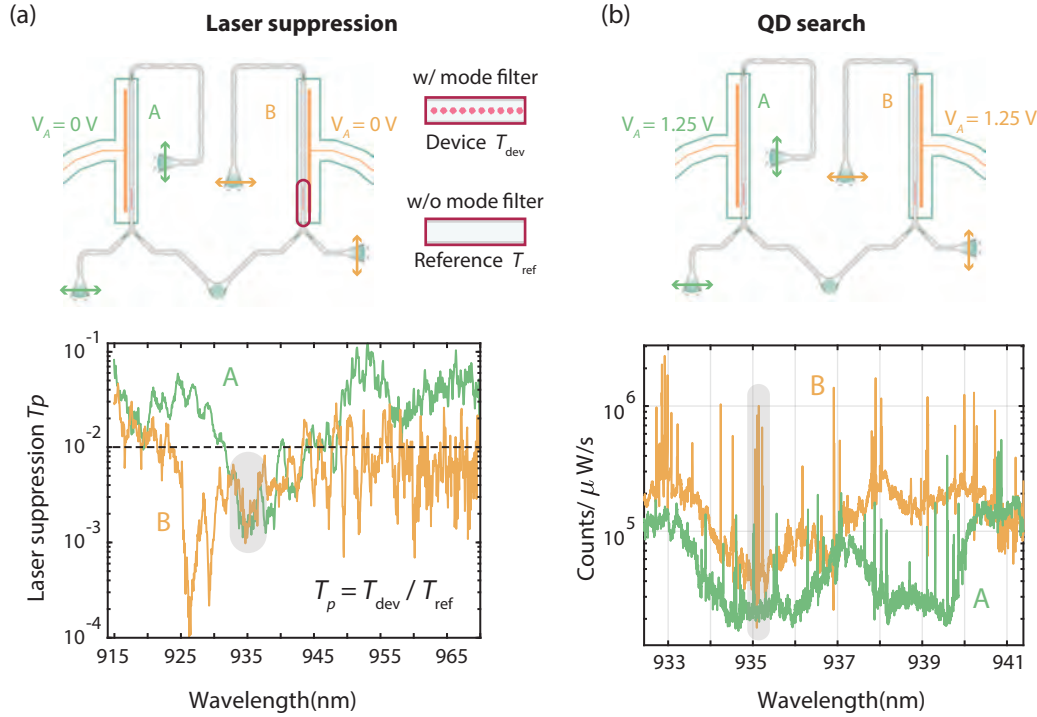 (a)
Laser suppression
A
B
V_A = 0 V
V_A = 0 V
w/ mode filter
Device T_dev
w/o mode filter
Reference T_ref
10^-1
10^-2
10^-3
10^-4
Laser suppression Tp
A
B
T_p = T_dev / T_ref
915 925 935 945 955 965
Wavelength(nm)
(b)
QD search
A
B
V_A = 1.25 V
V_A = 1.25 V
10^6
10^5
Counts/ μ W/s
B
A
933 935 937 939 941
Wavelength(nm)